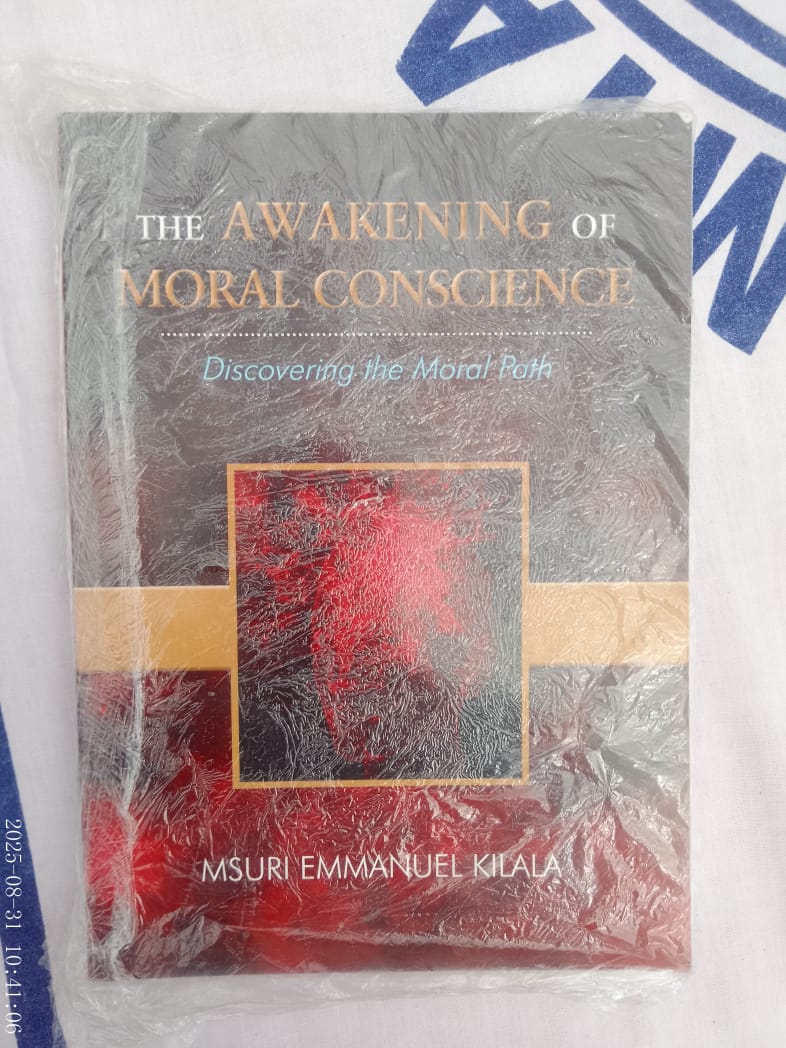 THE AWAKENING OF
MORAL CONSCIENCE
Discovering the Moral Path
MSURI EMMANUEL KILALA
2025-08-31 10:41:06